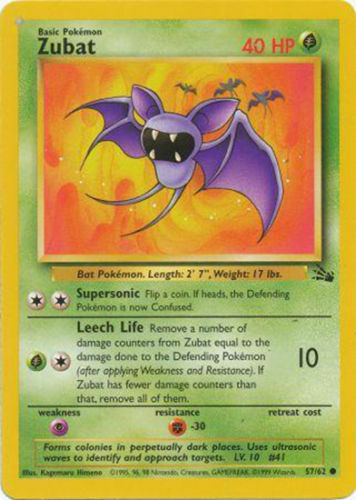 Basic Pokémon
Zubat 40 HP
Bat Pokémon. Length: 2' 7", Weight: 17 lbs.
Supersonic Flip a coin. If heads, the Defending
Pokémon is now Confused.
Leech Life Remove a number of
damage counters from Zubat equal to the
damage done to the Defending Pokémon
(after applying Weakness and Resistance). If
Zubat has fewer damage counters than
that, remove all of them.
10
weakness resistance retreat cost
-30
Forms colonies in perpetually dark places. Uses ultrasonic
waves to identify and approach targets. LV. 10 #41
Illus. Kagemaru Himeno ©1995, 96, 98 Nintendo, Creatures, GAMEFREAK. ©1999 Wizards. 57/62